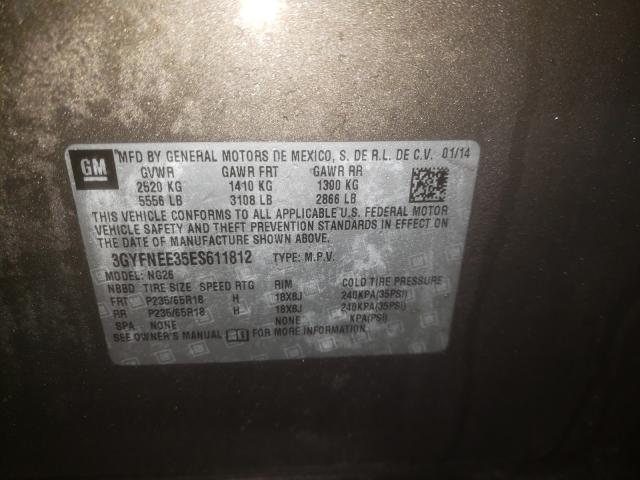 GM MFD BY GENERAL MOTORS DE MEXICO, S. DE R.L. DE C.V. 01/14
GVWR GAWR FRT GAWR RR
2520 KG 1410 KG 1300 KG
5556 LB 3108 LB 2866 LB
THIS VEHICLE CONFORMS TO ALL APPLICABLE U.S. FEDERAL MOTOR
VEHICLE SAFETY AND THEFT PREVENTION STANDARDS IN EFFECT ON
THE DATE OF MANUFACTURE SHOWN ABOVE.
3GYFNEE35ES611812 TYPE: M.P.V.
MODEL: NG26
NBBD TIRE SIZE SPEED RTG RIM COLD TIRE PRESSURE
FRT P235/65R18 H 18X8J 240KPA(35PSI)
RR P235/65R18 H 18X8J 240KPA(35PSI)
SPA NONE NONE KPA(PSI)
SEE OWNER'S MANUAL FOR MORE INFORMATION.